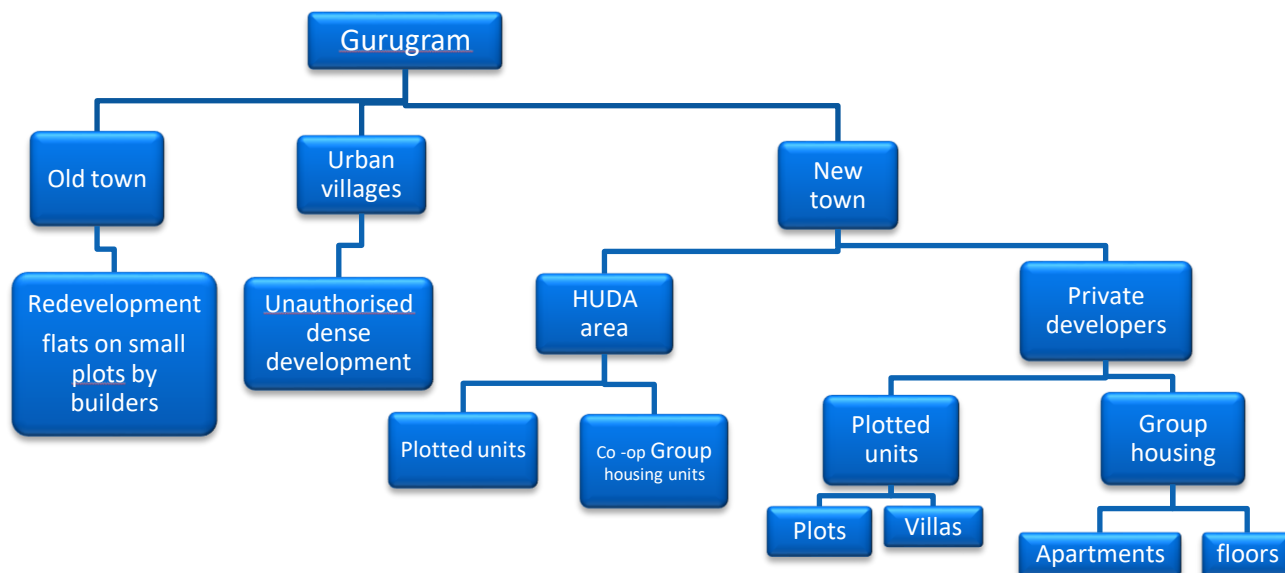 Gurugram
Old town
Urban
villages
New
town
Redevelopment
flats on small
plots by
builders
Unauthorised
dense
development
HUDA
area
Private
developers
Plotted units
Co -op Group
housing units
Plotted
units
Group
housing
Plots
Villas
Apartments
floors